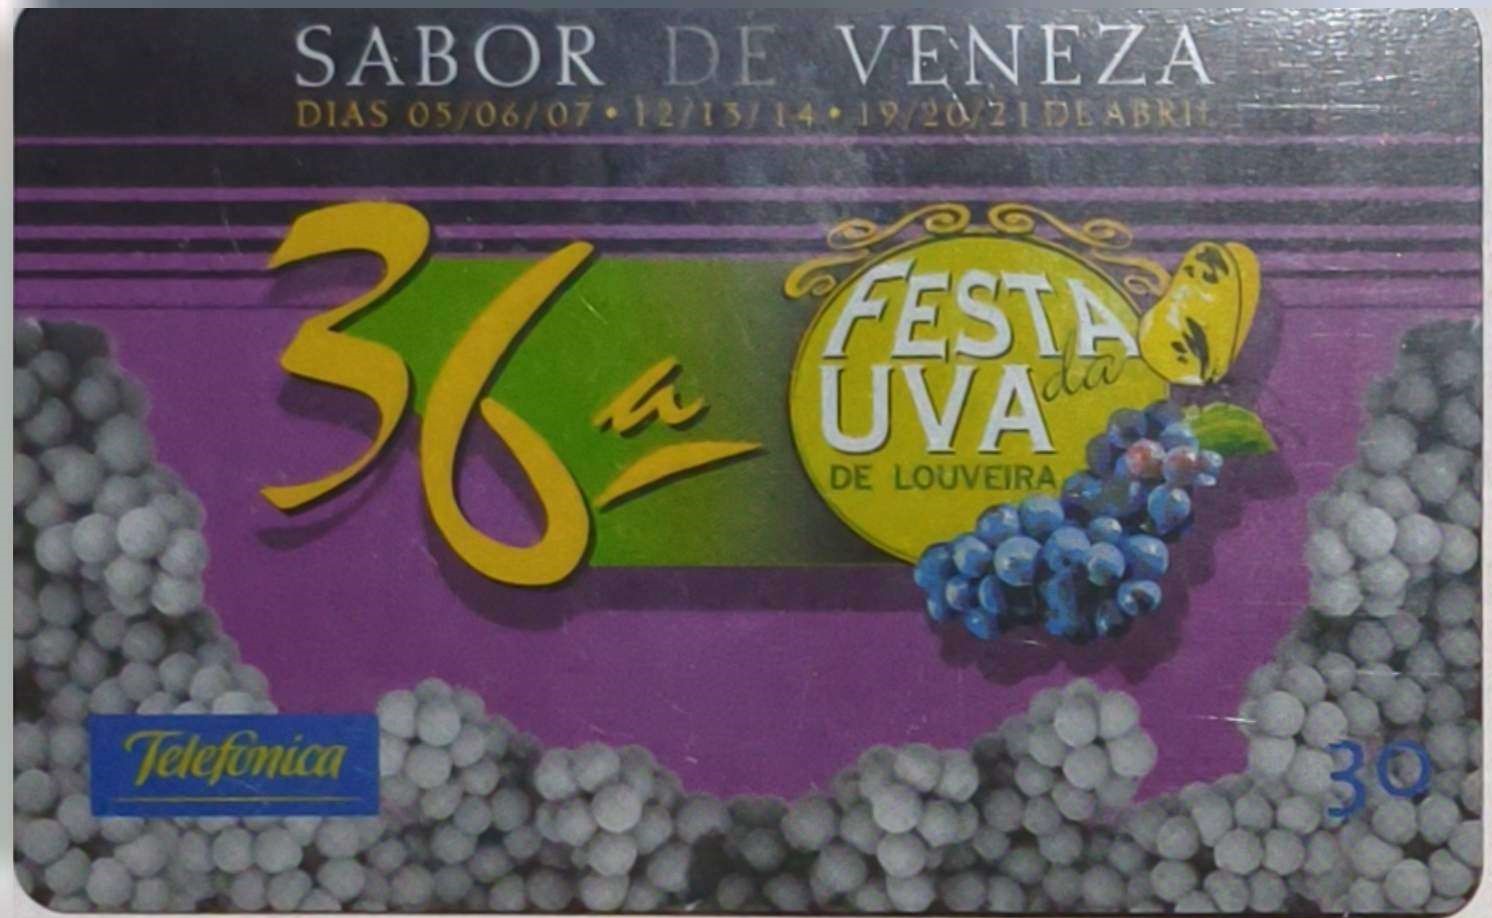 SABOR DE VENEZA
DIAS 05/06/07 • 12/13/14 • 19/20/21 DE ABRIL
36ª
FESTA
da
UVA
DE LOUVEIRA
Telefónica
30